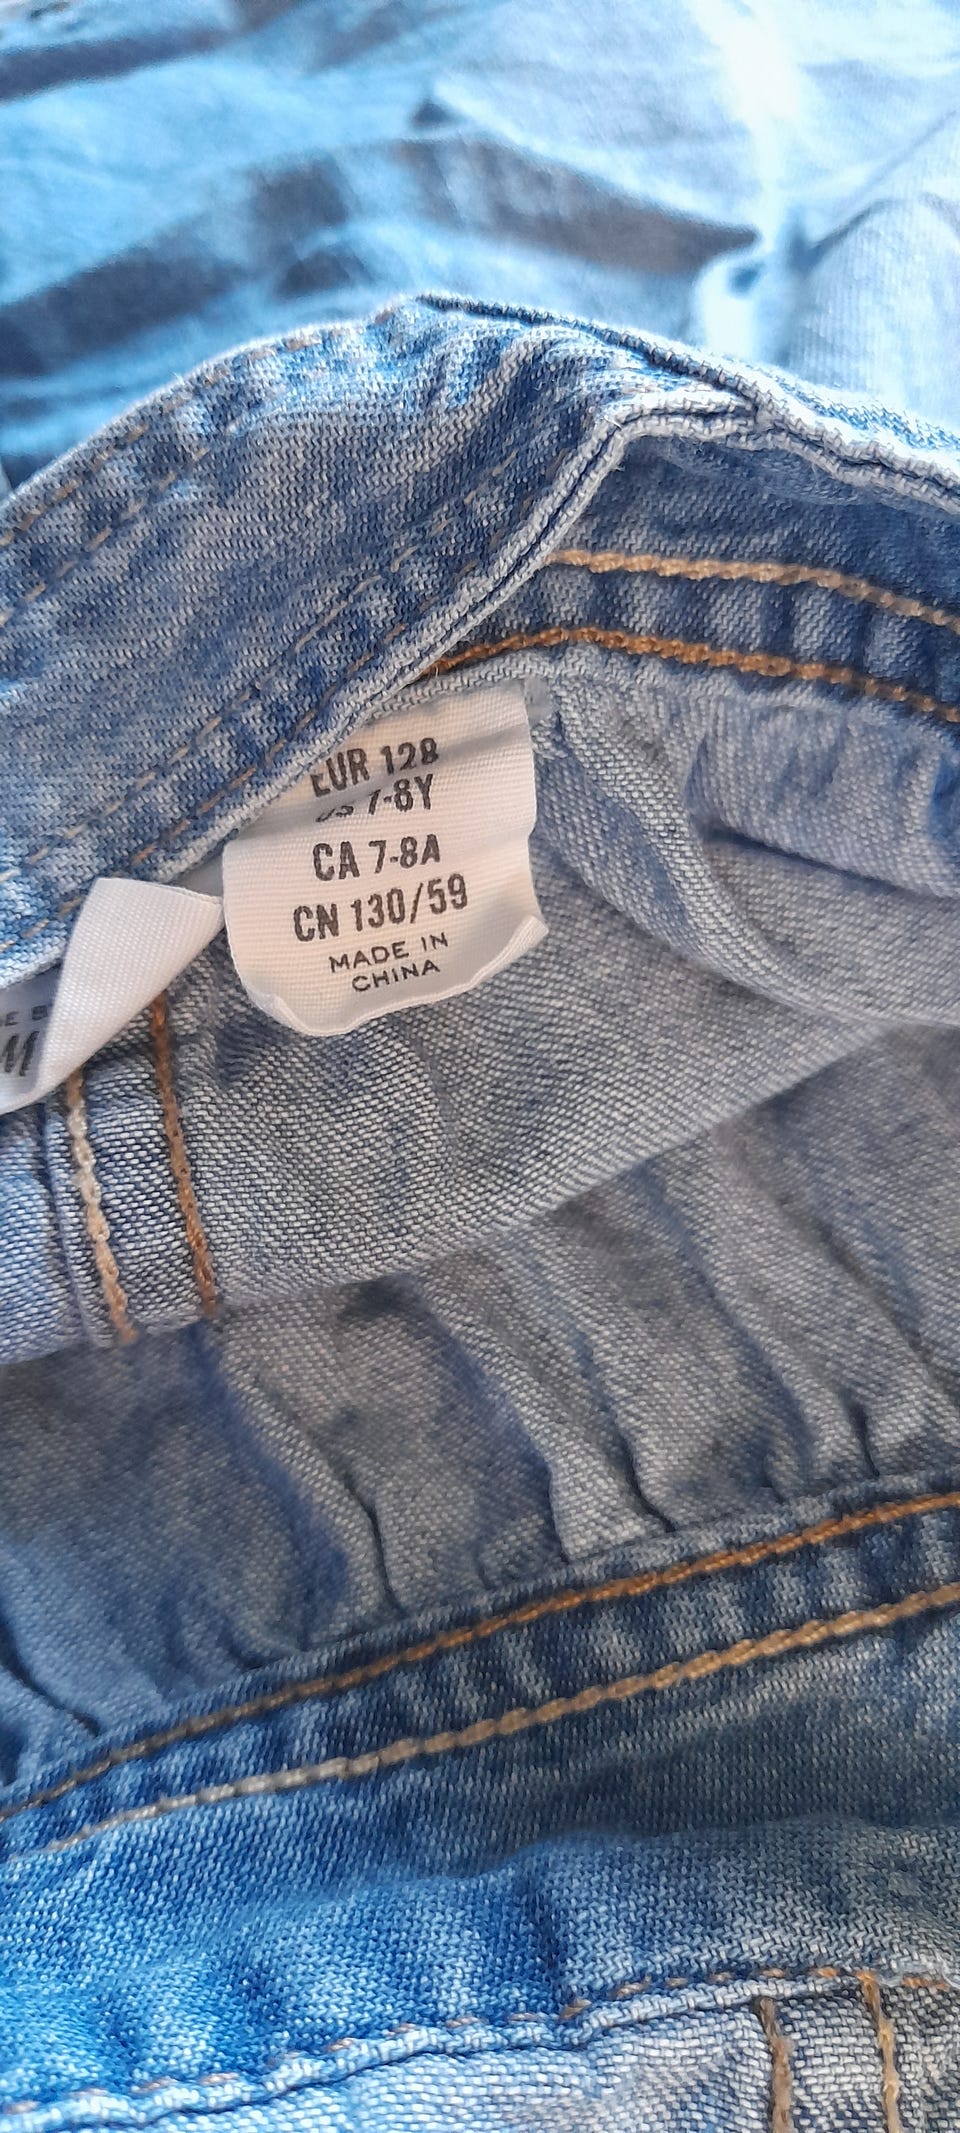 EUR 128
US 7-8Y
CA 7-8A
CN 130/59
MADE IN
CHINA